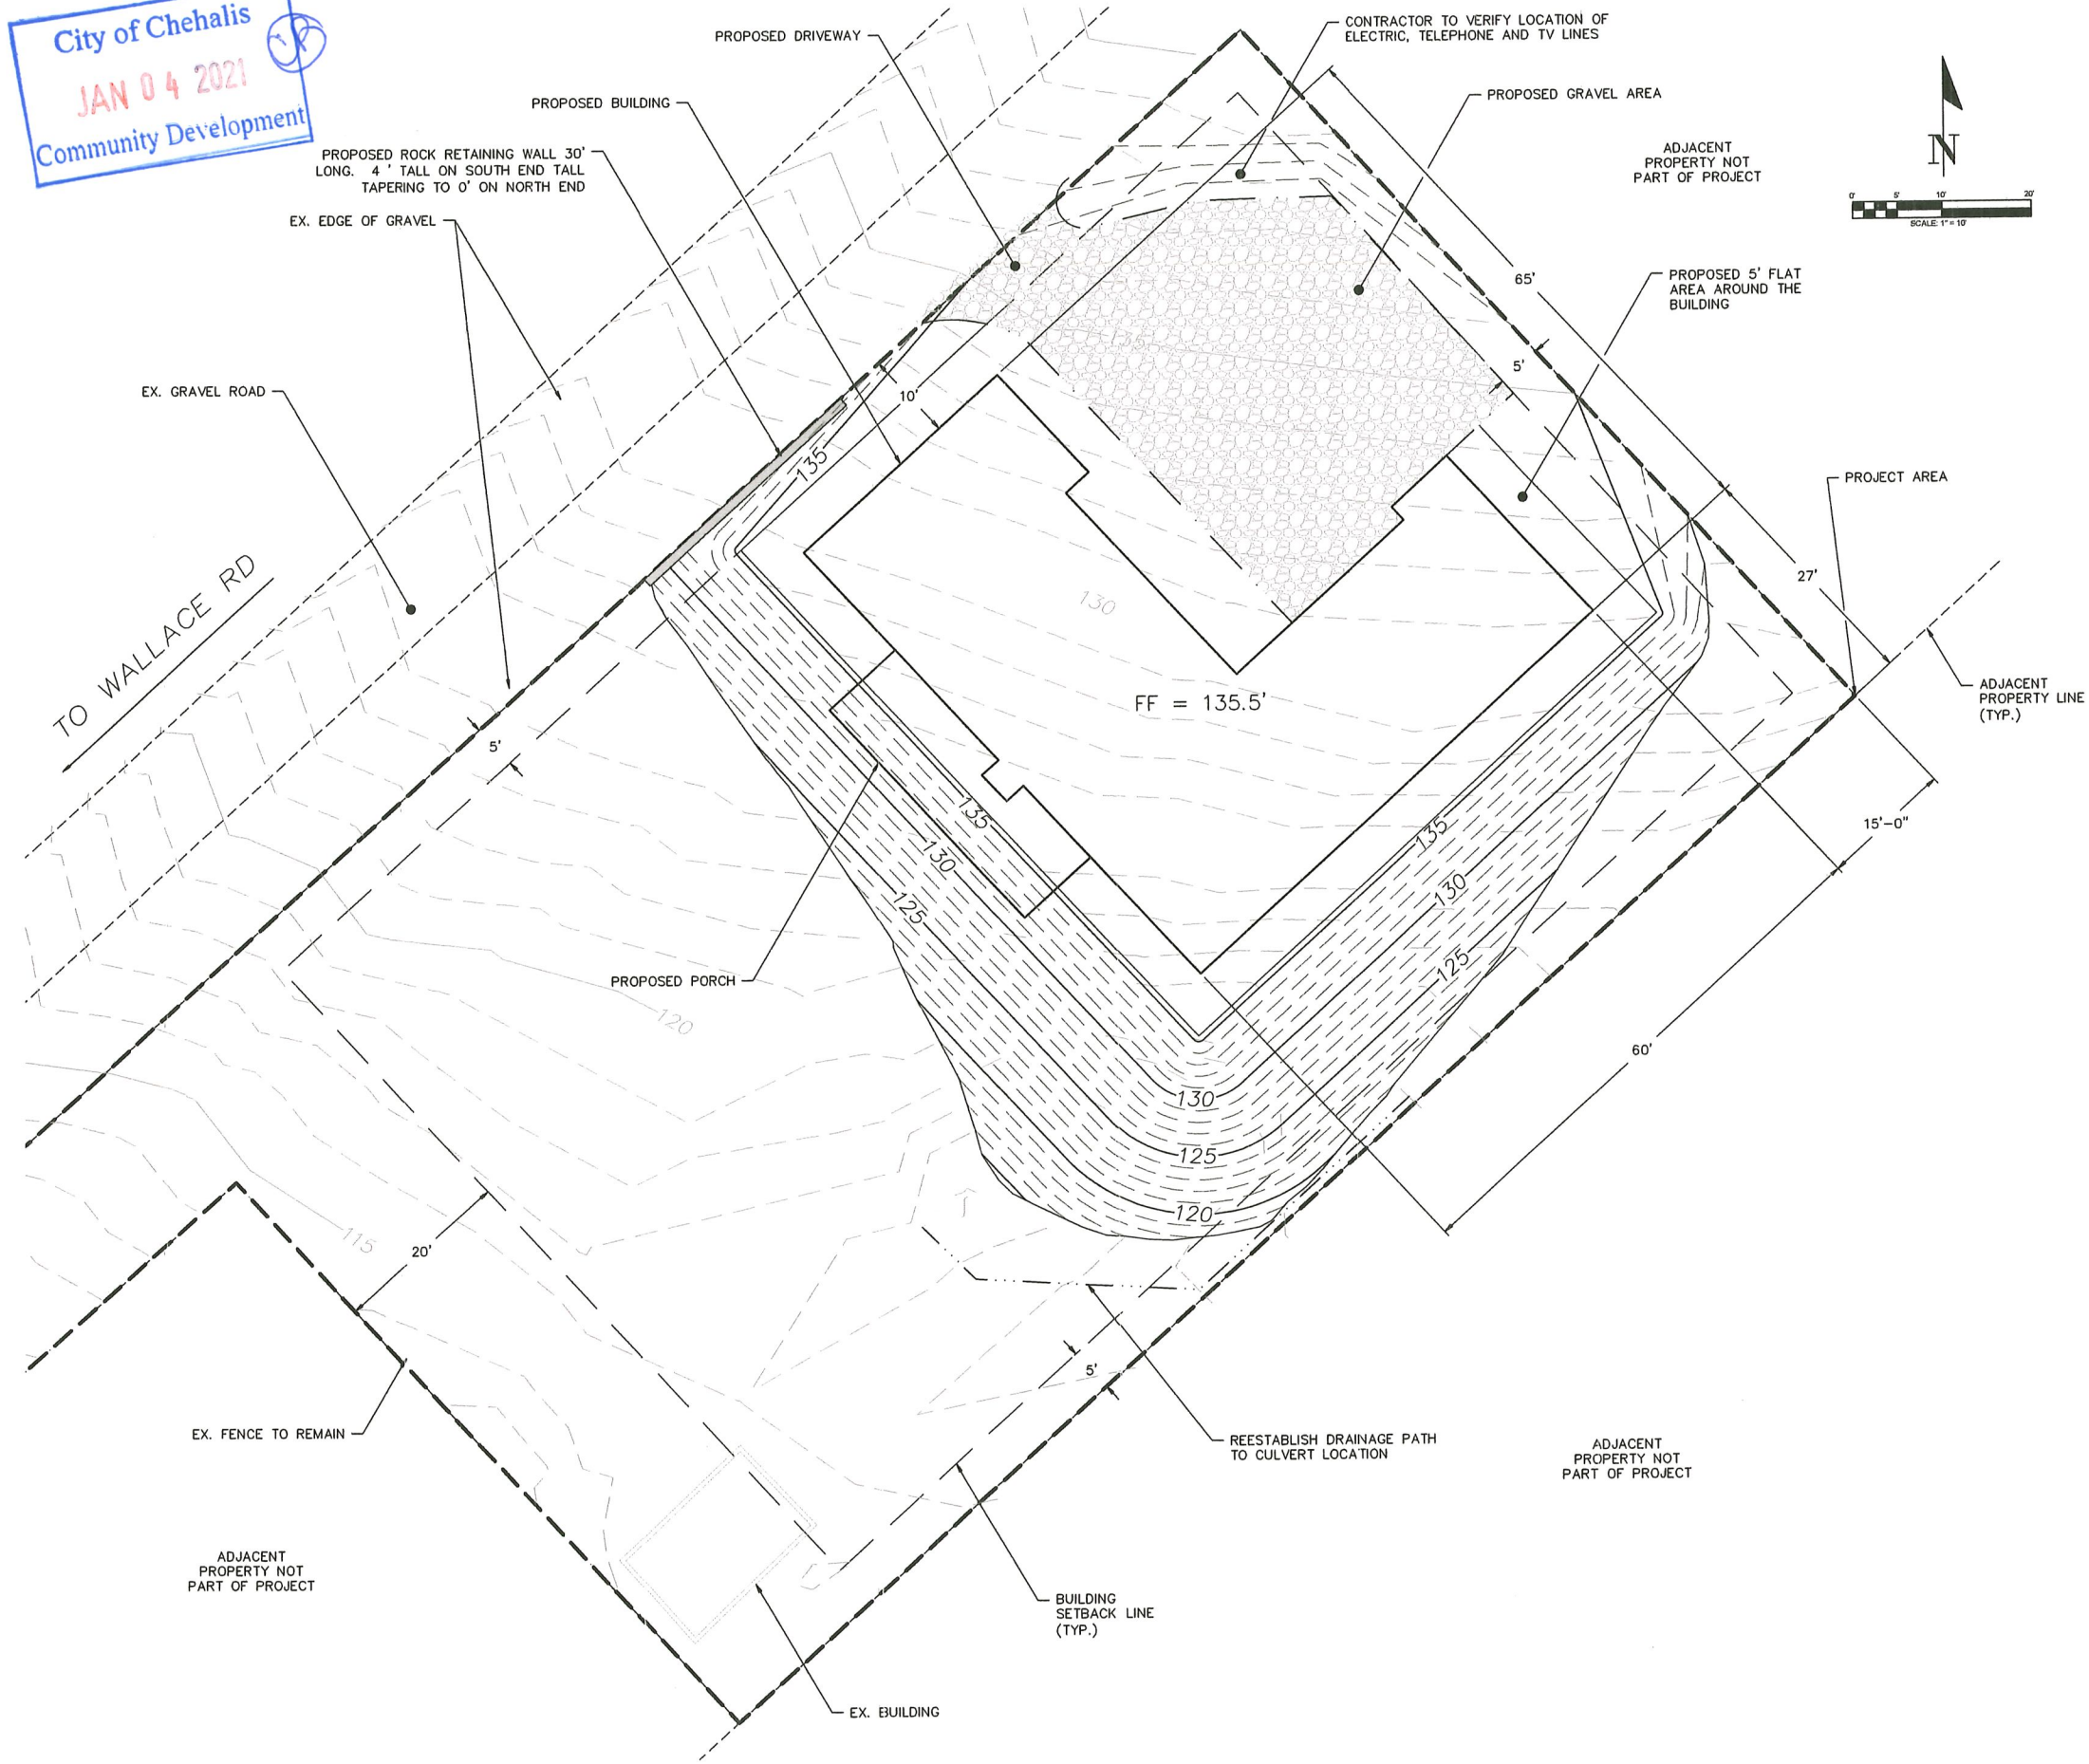 City of Chehalis
JAN 04 2021
Community Development
PROPOSED DRIVEWAY
CONTRACTOR TO VERIFY LOCATION OF
ELECTRIC, TELEPHONE AND TV LINES
PROPOSED BUILDING
PROPOSED GRAVEL AREA
PROPOSED ROCK RETAINING WALL 30'
LONG. 4 ' TALL ON SOUTH END TALL
TAPERING TO 0' ON NORTH END
ADJACENT
PROPERTY NOT
PART OF PROJECT
N
0' 5' 10' 20'
SCALE: 1" = 10'
EX. EDGE OF GRAVEL
65'
PROPOSED 5' FLAT
AREA AROUND THE
BUILDING
135
5'
EX. GRAVEL ROAD
10'
135
PROJECT AREA
27'
130
TO WALLACE RD
FF = 135.5'
ADJACENT
PROPERTY LINE
(TYP.)
5'
135
130
125
135
130
125
15'-0"
PROPOSED PORCH
120
60'
130
125
120
115
20'
5'
EX. FENCE TO REMAIN
REESTABLISH DRAINAGE PATH
TO CULVERT LOCATION
ADJACENT
PROPERTY NOT
PART OF PROJECT
ADJACENT
PROPERTY NOT
PART OF PROJECT
BUILDING
SETBACK LINE
(TYP.)
EX. BUILDING